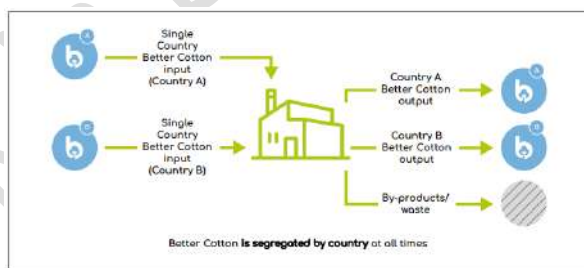 A
Single
Country
Better Cotton
input
(Country A)
Country A
Better Cotton
output
A
B
Single
Country
Better Cotton
input
(Country B)
Country B
Better Cotton
output
B
By-products/
waste
Better Cotton is segregated by country at all times